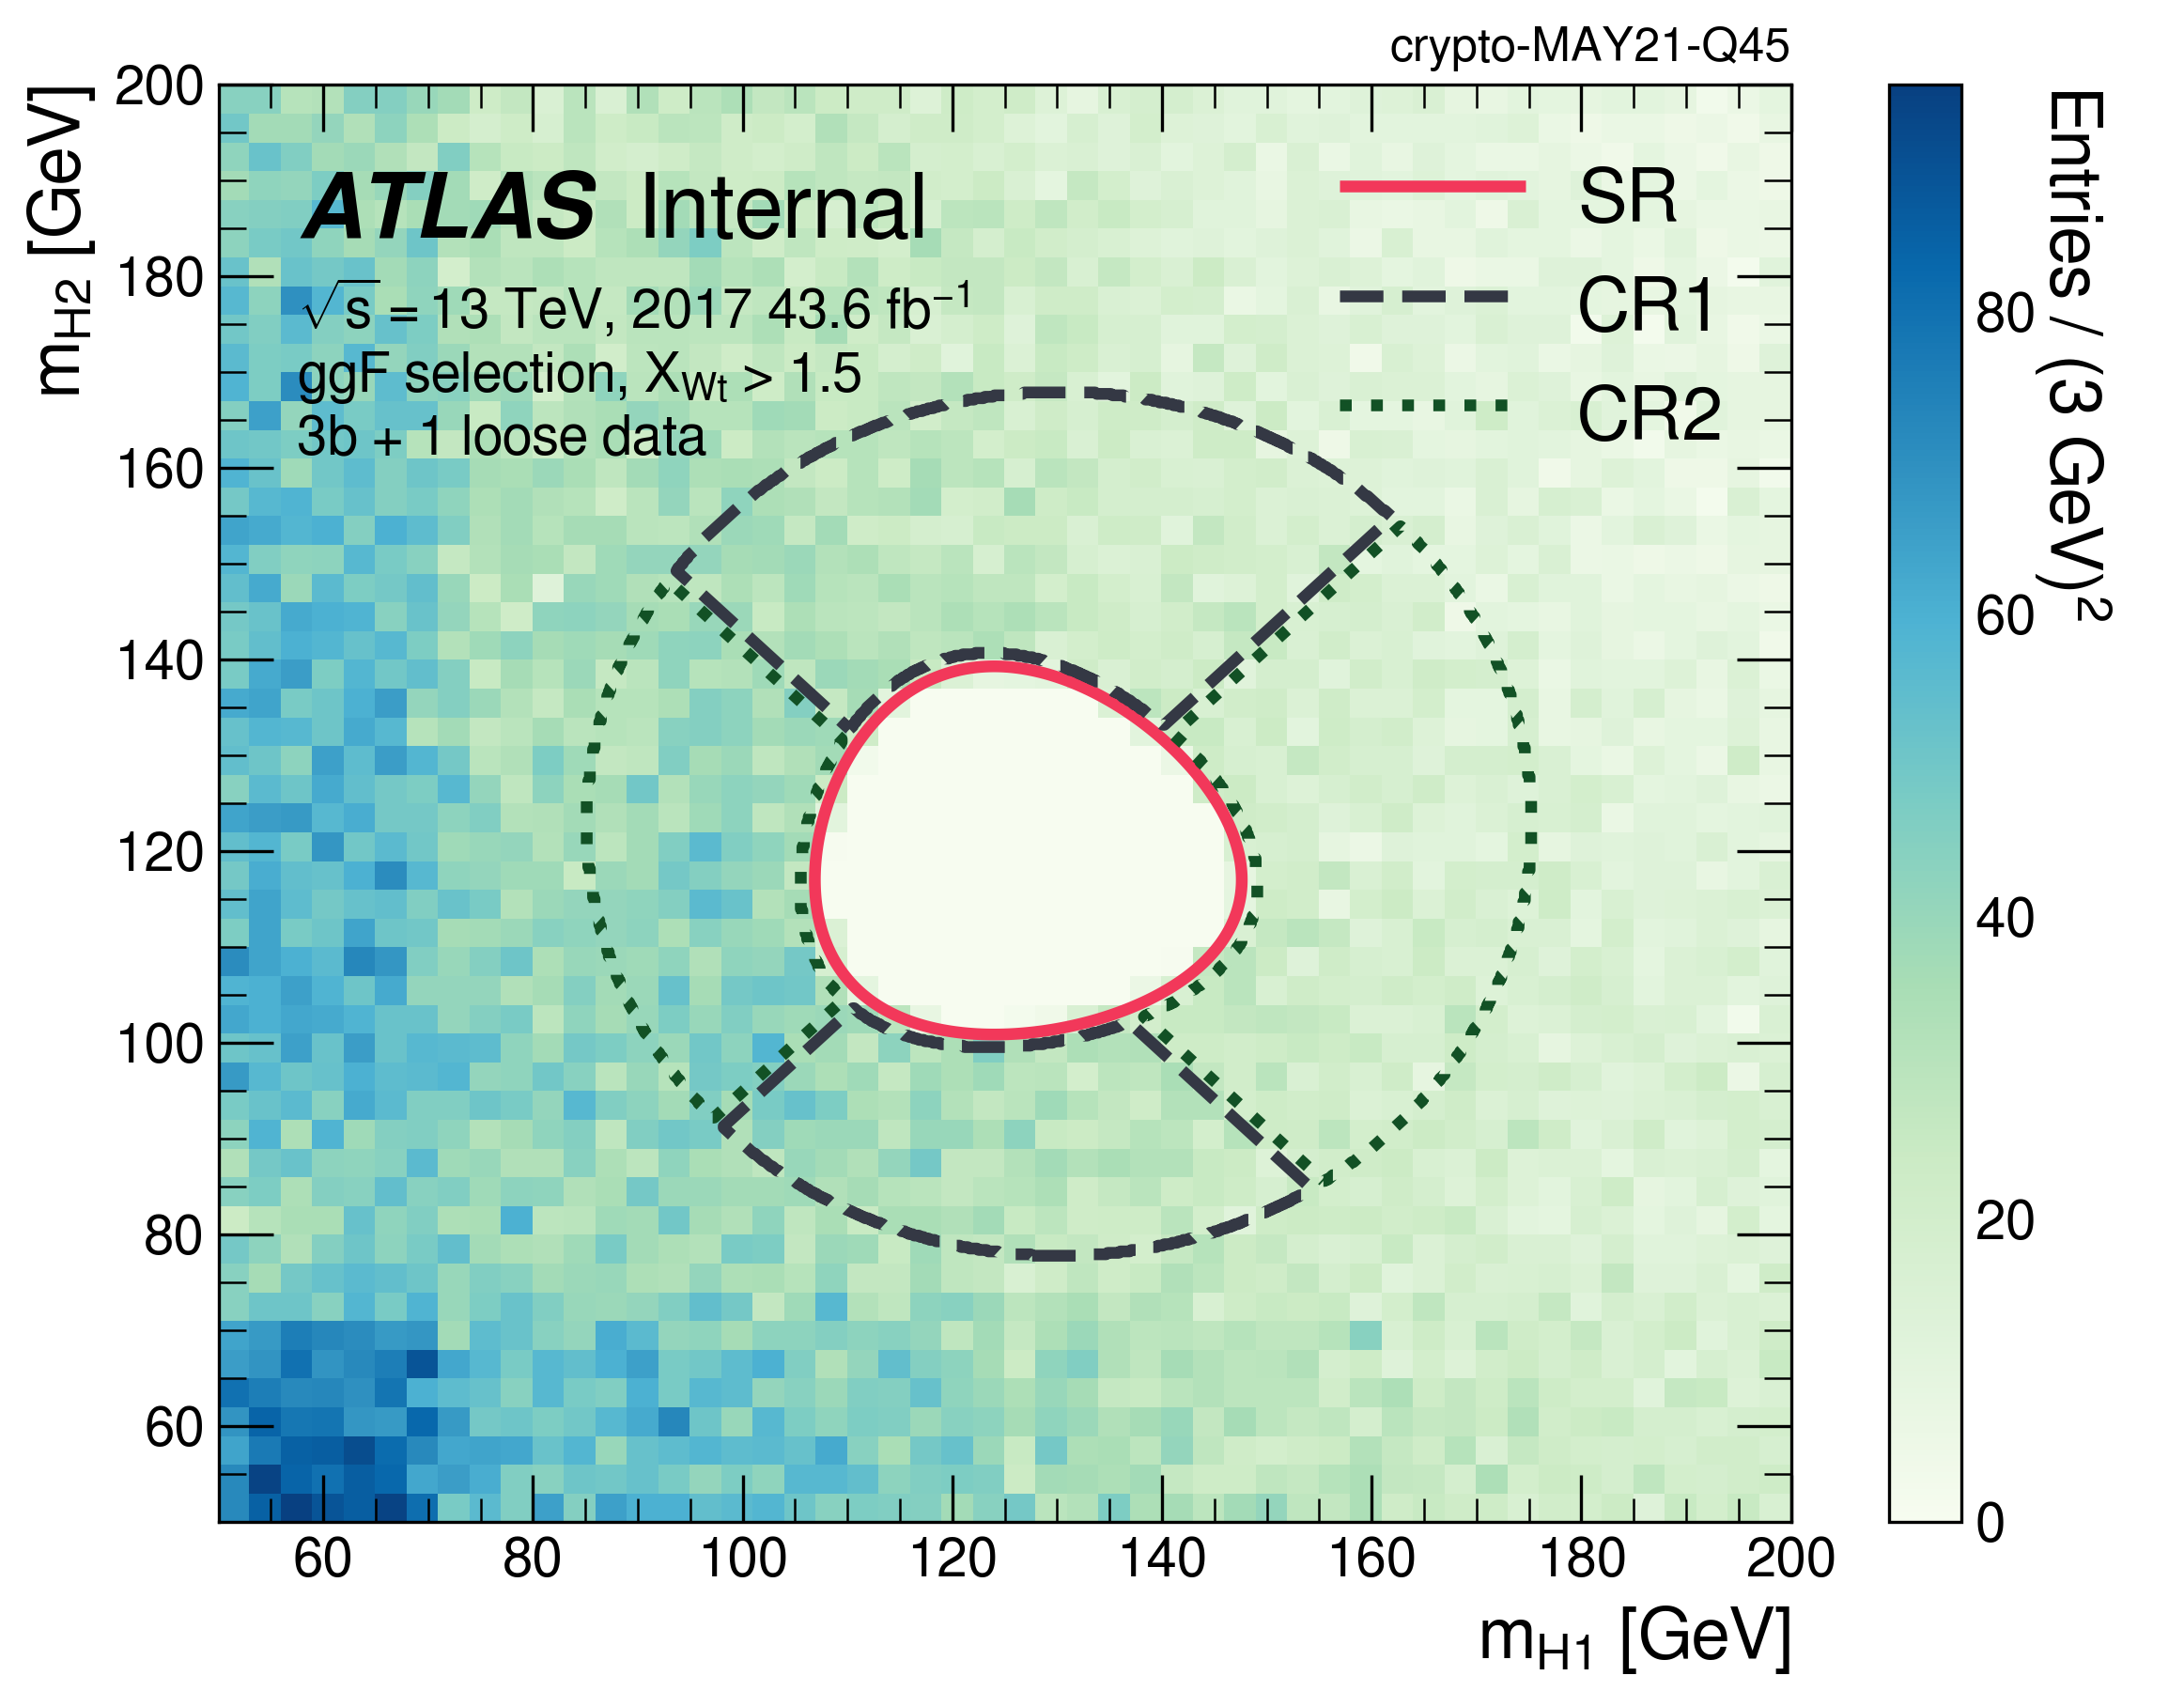 crypto-MAY21-Q45
ATLAS Internal
√s = 13 TeV, 2017 43.6 fb⁻¹
ggF selection, X_Wt > 1.5
3b + 1 loose data
SR
CR1
CR2
m_H2 [GeV]
200
180
160
140
120
100
80
60
60 80 100 120 140 160 180 200
m_H1 [GeV]
Entries / (3 GeV)²
80
60
40
20
0